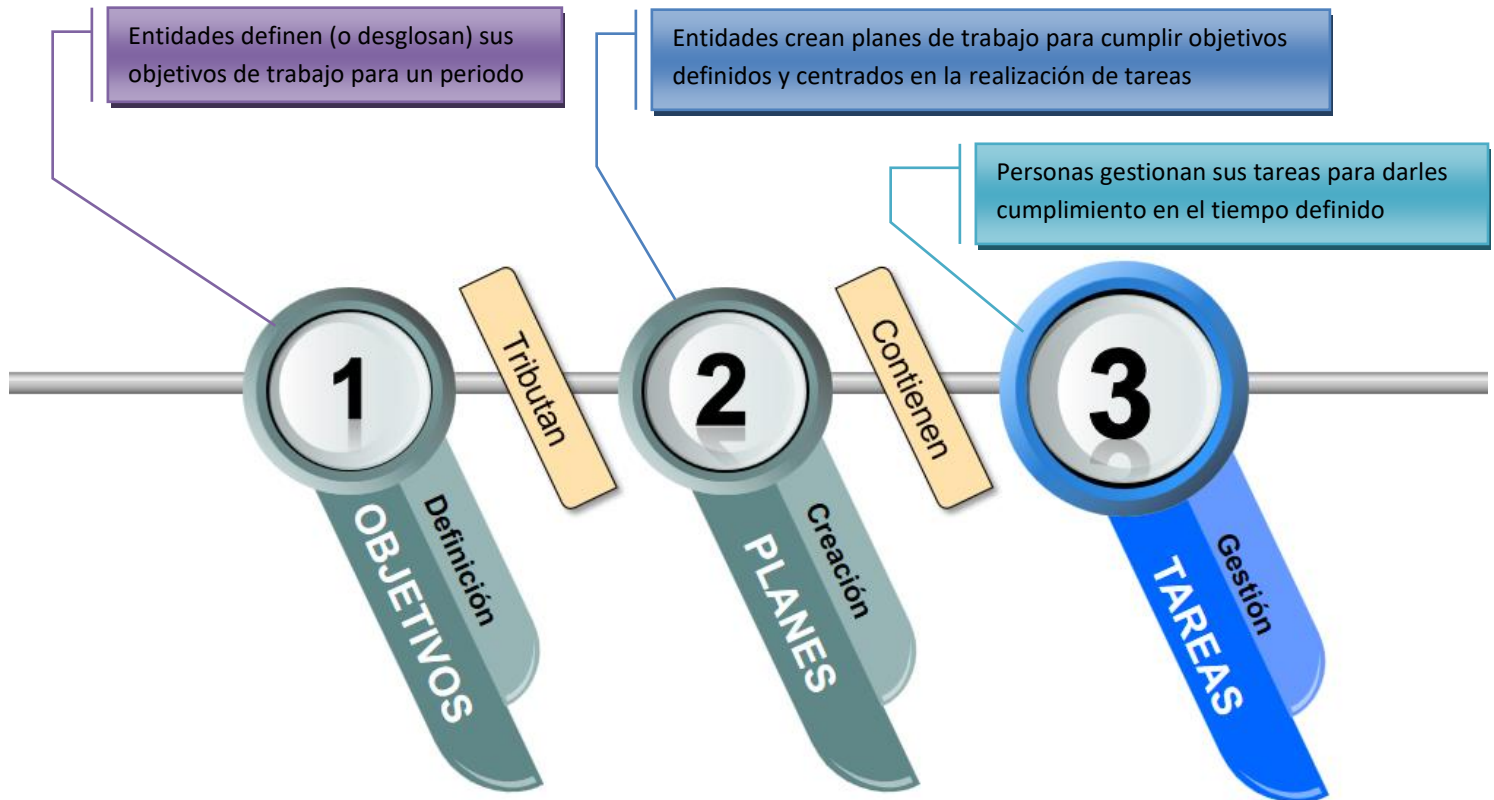 Entidades definen (o desglosan) sus
objetivos de trabajo para un periodo
Entidades crean planes de trabajo para cumplir objetivos
definidos y centrados en la realización de tareas
Personas gestionan sus tareas para darles
cumplimiento en el tiempo definido
1
Tributan
2
Contienen
3
OBJETIVOS
Definición
PLANES
Creación
TAREAS
Gestión